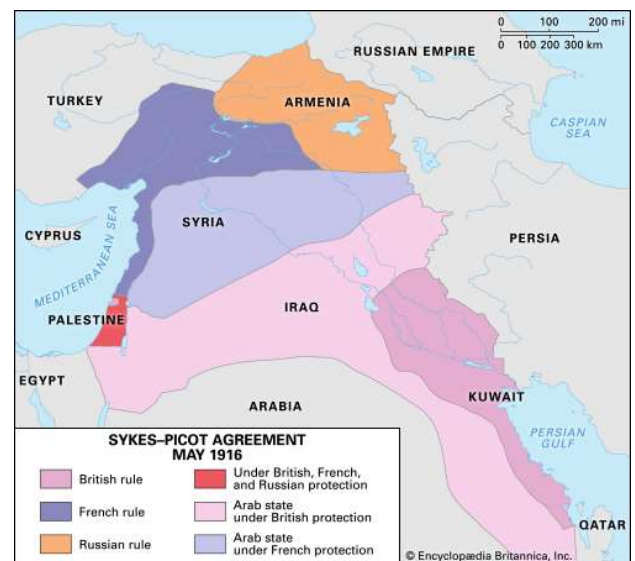 0 100 200 mi
0 100 200 300 km
RUSSIAN EMPIRE
TURKEY
ARMENIA
CASPIAN
SEA
SYRIA
CYPRUS
MEDITERRANEAN SEA
PERSIA
IRAQ
PALESTINE
EGYPT
KUWAIT
ARABIA
PERSIAN
GULF
QATAR
SYKES–PICOT AGREEMENT
MAY 1916
British rule
French rule
Russian rule
Under British, French,
and Russian protection
Arab state
under British protection
Arab state
under French protection
© Encyclopædia Britannica, Inc.